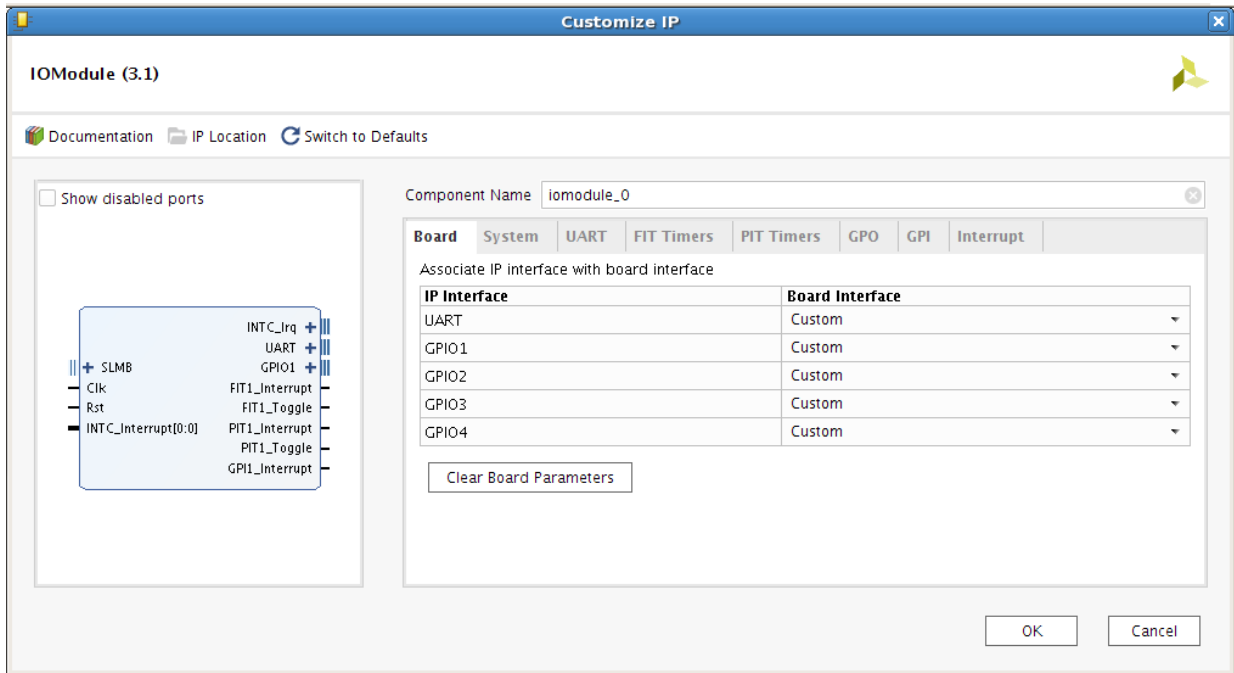 Customize IP
IOModule (3.1)
Documentation IP Location Switch to Defaults
Show disabled ports
INTC_Irq
UART
SLMB GPIO1
Clk FIT1_Interrupt
Rst FIT1_Toggle
INTC_Interrupt[0:0] PIT1_Interrupt
PIT1_Toggle
GPI1_Interrupt
Component Name iomodule_0
Board System UART FIT Timers PIT Timers GPO GPI Interrupt
Associate IP interface with board interface
IP Interface Board Interface
UART Custom
GPIO1 Custom
GPIO2 Custom
GPIO3 Custom
GPIO4 Custom
Clear Board Parameters
OK Cancel